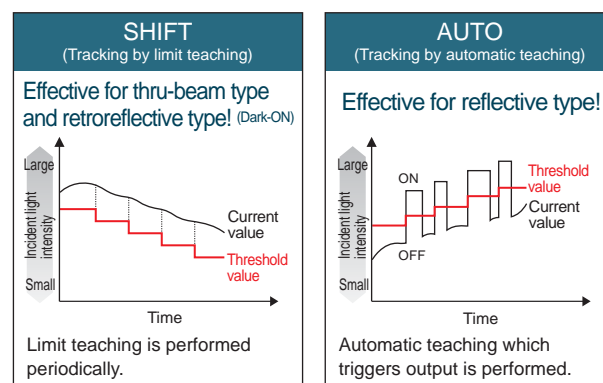 SHIFT
(Tracking by limit teaching)
Effective for thru-beam type
and retroreflective type! (Dark-ON)
Large
Incident light
intensity
Small
Current
value
Threshold
value
Time
Limit teaching is performed
periodically.
AUTO
(Tracking by automatic teaching)
Effective for reflective type!
Large
Incident light
intensity
Small
ON
OFF
Threshold
value
Current
value
Time
Automatic teaching which
triggers output is performed.